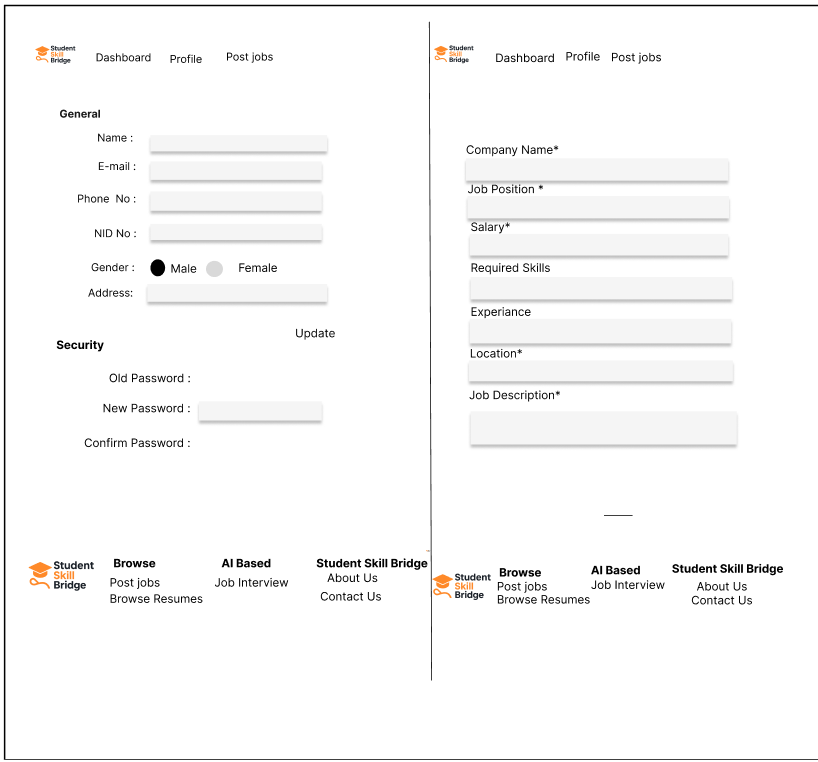 Student
Skill
Bridge
Dashboard Profile Post jobs
General
Name :
E-mail :
Phone No :
NID No :
Gender : Male Female
Address:
Update
Security
Old Password :
New Password :
Confirm Password :
Student
Skill
Bridge
Browse
Post jobs
Browse Resumes
AI Based
Job Interview
Student Skill Bridge
About Us
Contact Us
Student
Skill
Bridge
Dashboard Profile Post jobs
Company Name*
Job Position *
Salary*
Required Skills
Experiance
Location*
Job Description*
Student
Skill
Bridge
Browse
Post jobs
Browse Resumes
AI Based
Job Interview
Student Skill Bridge
About Us
Contact Us